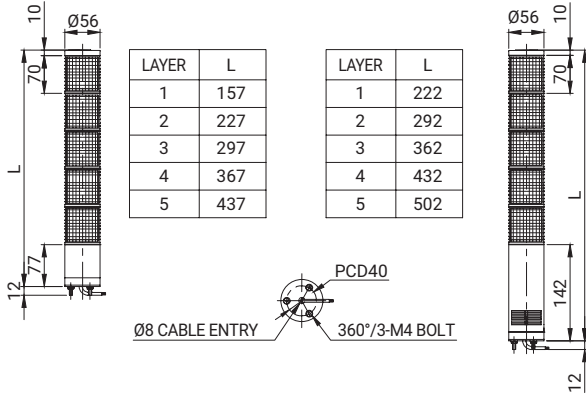 10
Ø56
70
L
77
12
LAYER L
1 157
2 227
3 297
4 367
5 437
LAYER L
1 222
2 292
3 362
4 432
5 502
PCD40
Ø8 CABLE ENTRY
360°/3-M4 BOLT
Ø56
10
70
L
142
12